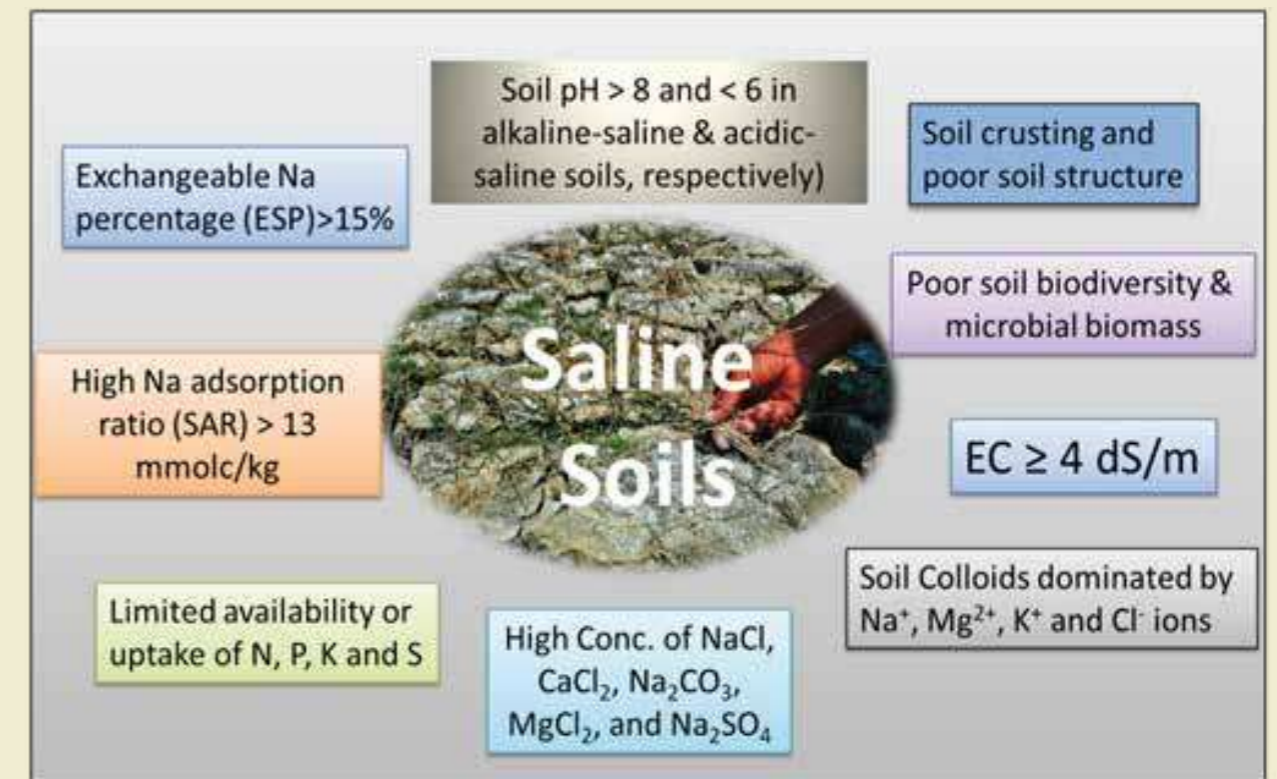 Soil pH > 8 and < 6 in
alkaline-saline & acidic-
saline soils, respectively)
Soil crusting and
poor soil structure
Exchangeable Na
percentage (ESP)>15%
Poor soil biodiversity &
microbial biomass
Saline
Soils
High Na adsorption
ratio (SAR) > 13
mmolc/kg
EC ≥ 4 dS/m
Soil Colloids dominated by
Na⁺, Mg²⁺, K⁺ and Cl⁻ ions
Limited availability or
uptake of N, P, K and S
High Conc. of NaCl,
CaCl₂, Na₂CO₃,
MgCl₂, and Na₂SO₄